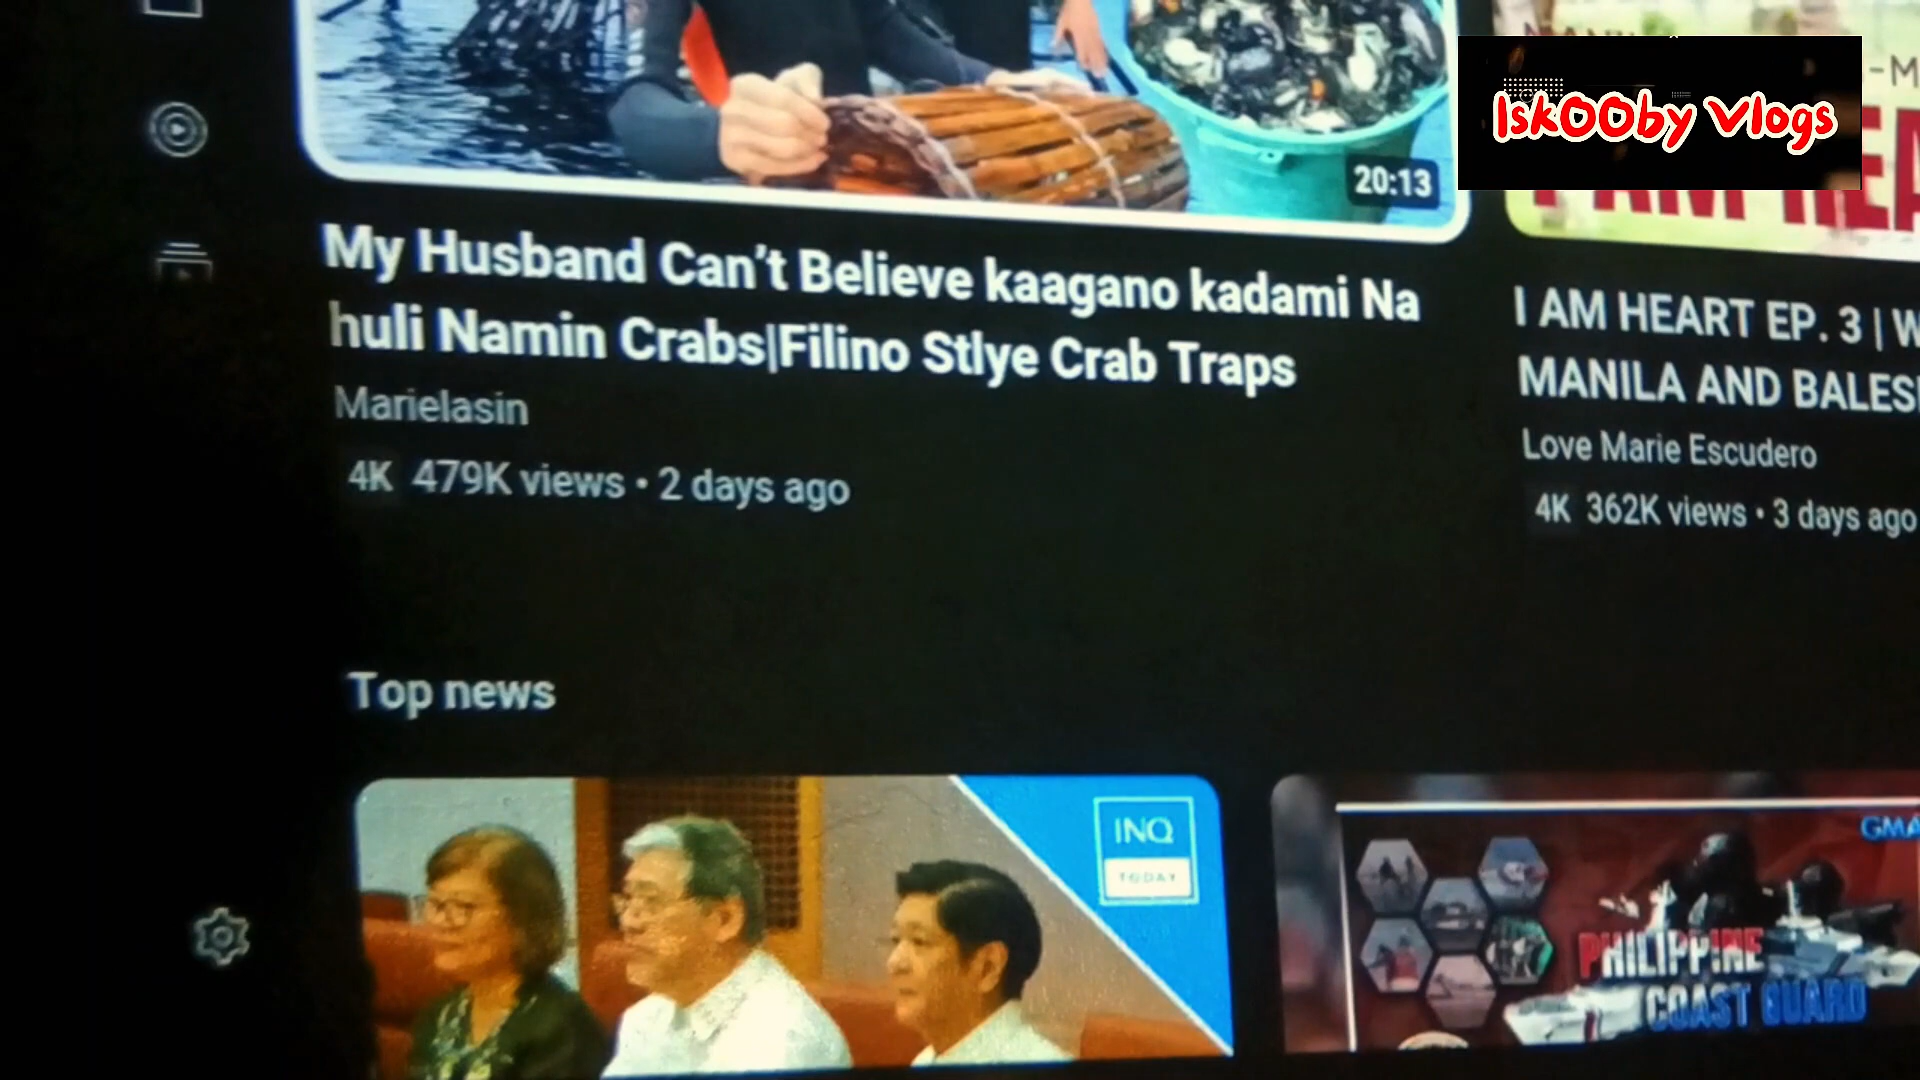 IskOOby Vlogs
-M
20:13
My Husband Can't Believe kaagano kadami Na
huli Namin Crabs|Filino Stlye Crab Traps
Marielasin
4K 479K views • 2 days ago
I AM HEART EP. 3 | W
MANILA AND BALES
Love Marie Escudero
4K 362K views • 3 days ago
Top news
INQ
TODAY
GMA
PHILIPPINE
COAST GUARD